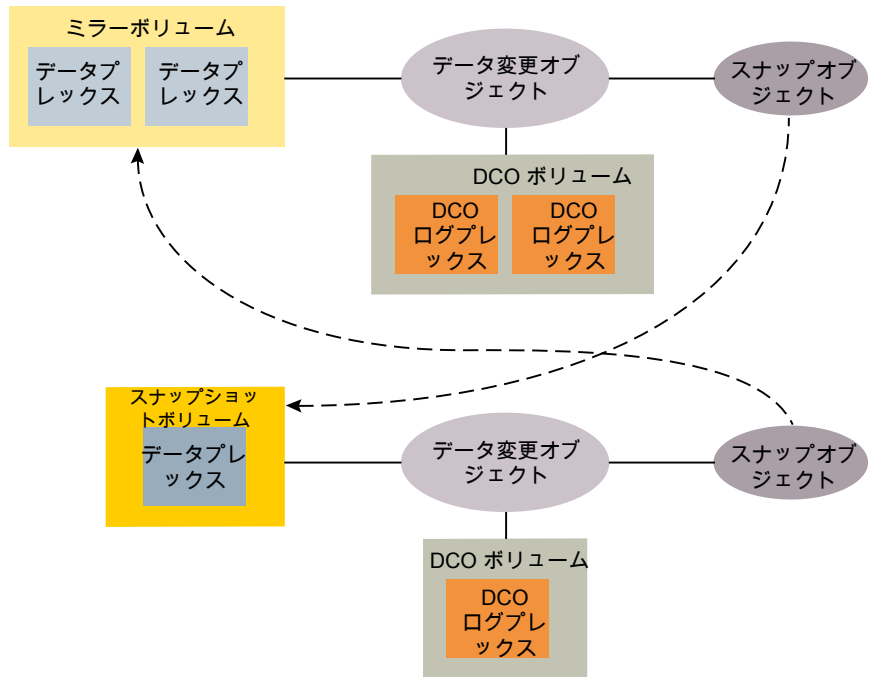 ミラーボリューム
データプ
レックス
データプ
レックス
データ変更オブ
ジェクト
スナップオブ
ジェクト
DCO ボリューム
DCO
ログプレ
ックス
DCO
ログプレ
ックス
スナップショッ
トボリューム
データプレ
ックス
データ変更オブ
ジェクト
スナップオブ
ジェクト
DCO ボリューム
DCO
ログプレ
ックス